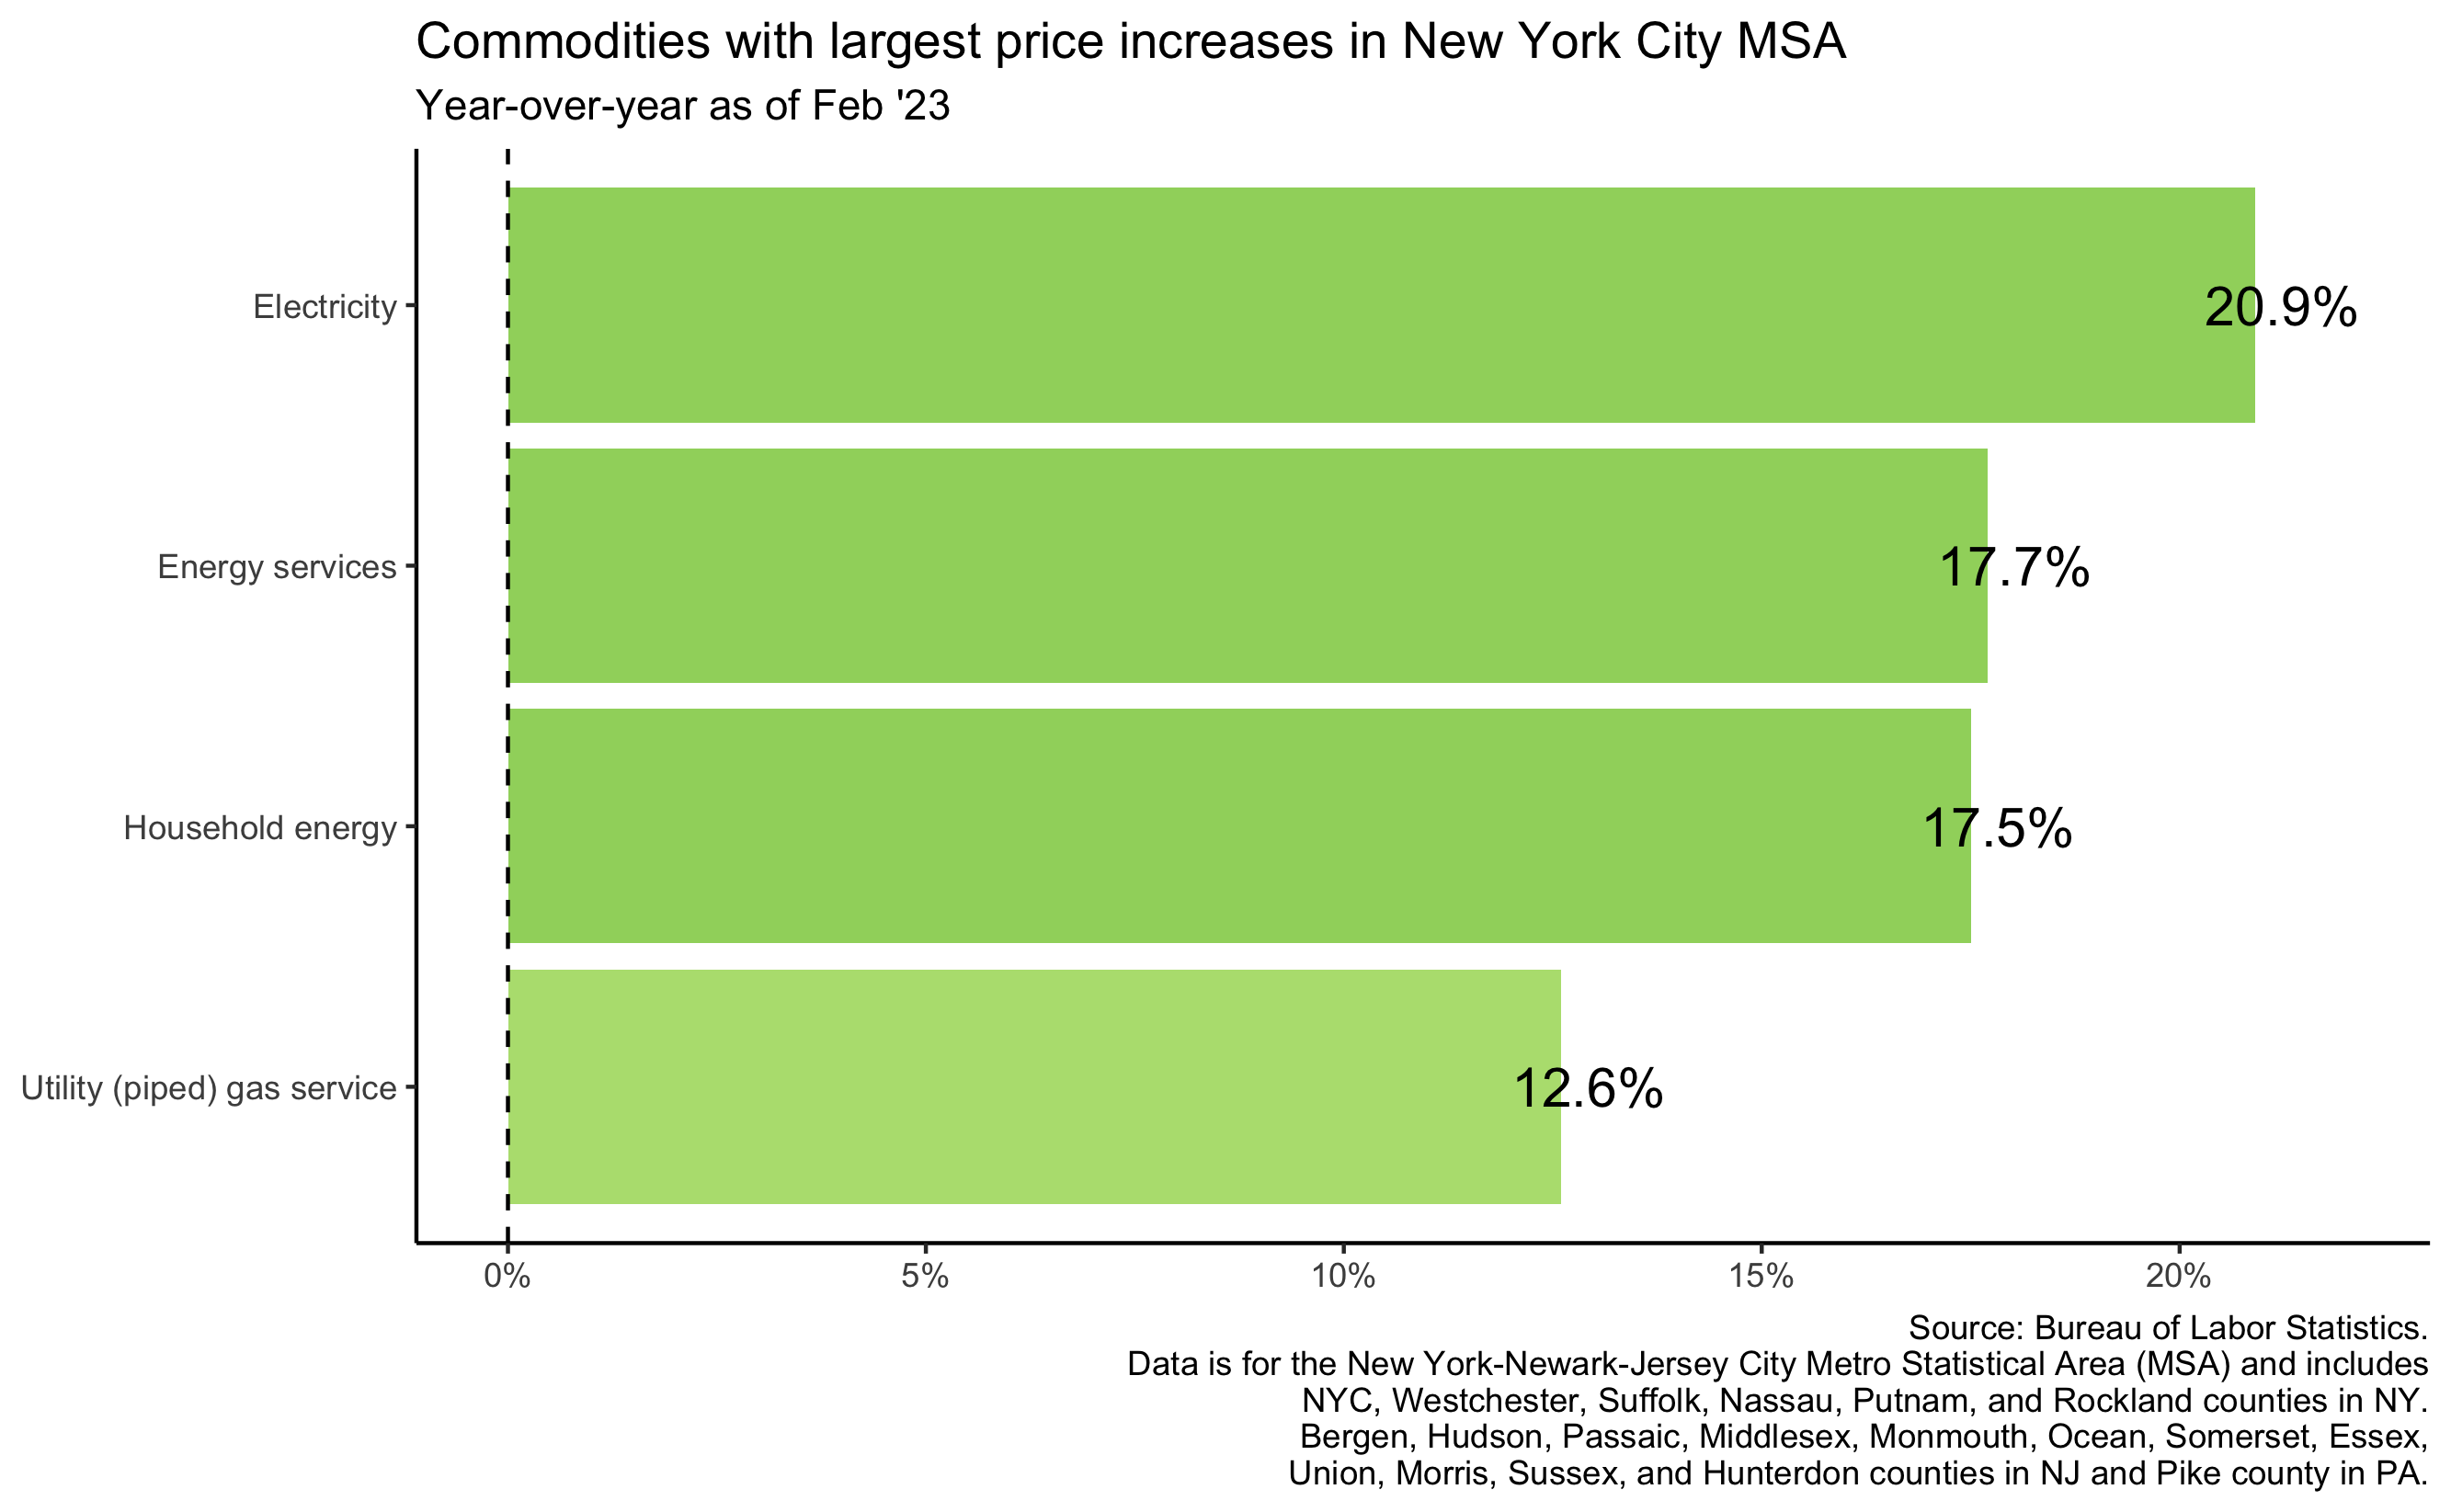 Commodities with largest price increases in New York City MSA
Year-over-year as of Feb '23
Electricity
20.9%
Energy services
17.7%
Household energy
17.5%
Utility (piped) gas service
12.6%
0%
5%
10%
15%
20%
Source: Bureau of Labor Statistics.
Data is for the New York-Newark-Jersey City Metro Statistical Area (MSA) and includes
NYC, Westchester, Suffolk, Nassau, Putnam, and Rockland counties in NY.
Bergen, Hudson, Passaic, Middlesex, Monmouth, Ocean, Somerset, Essex,
Union, Morris, Sussex, and Hunterdon counties in NJ and Pike county in PA.